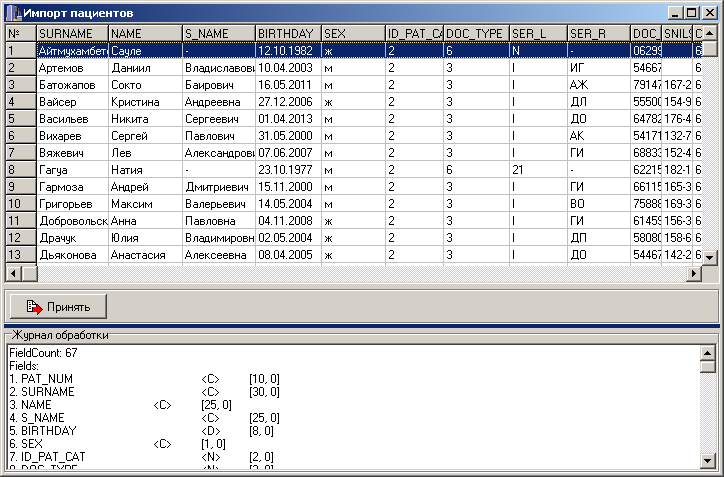 Импорт пациентов
№ SURNAME NAME S_NAME BIRTHDAY SEX ID_PAT_CA DOC_TYPE SER_L SER_R DOC_ SNILS C
1 Айтмухамбет Сауле - 12.10.1982 ж 2 6 N - 06299 6
2 Артемов Даниил Владиславови 10.04.2003 м 2 3 I ИГ 54667 6
3 Батожапов Сокто Баирович 16.05.2011 м 2 3 I АЖ 79147 167-2 6
4 Вайсер Кристина Андреевна 27.12.2006 ж 2 3 I ДЛ 55500 154-9 6
5 Васильев Никита Сергеевич 01.04.2013 м 2 3 I ДО 64782 176-4 6
6 Вихарев Сергей Павлович 31.05.2000 м 2 3 I АК 54171 132-7 6
7 Вяжевич Лев Александрови 07.06.2007 м 2 3 I ГИ 68833 152-4 6
8 Гагуа Натия - 23.10.1977 м 2 6 21 - 62215 182-1 6
9 Гармоза Андрей Дмитриевич 15.11.2000 м 2 3 I ГИ 66115 165-3 6
10 Григорьев Максим Валерьевич 14.05.2004 м 2 3 I ВО 75888 169-3 6
11 Добровольск Анна Павловна 04.11.2008 ж 2 3 I ГИ 61459 156-3 6
12 Драчук Юлия Владимировн 02.05.2004 ж 2 3 I ДП 58080 158-6 6
13 Дьяконова Анастасия Алексеевна 08.04.2005 ж 2 3 I ДО 54467 142-2 6
Принять
Журнал обработки
FieldCount: 67
Fields:
1. PAT_NUM <C> [10, 0]
2. SURNAME <C> [30, 0]
3. NAME <C> [25, 0]
4. S_NAME <C> [25, 0]
5. BIRTHDAY <D> [8, 0]
6. SEX <C> [1, 0]
7. ID_PAT_CAT <N> [2, 0]
8. DOC_TYPE <N> [2, 0]